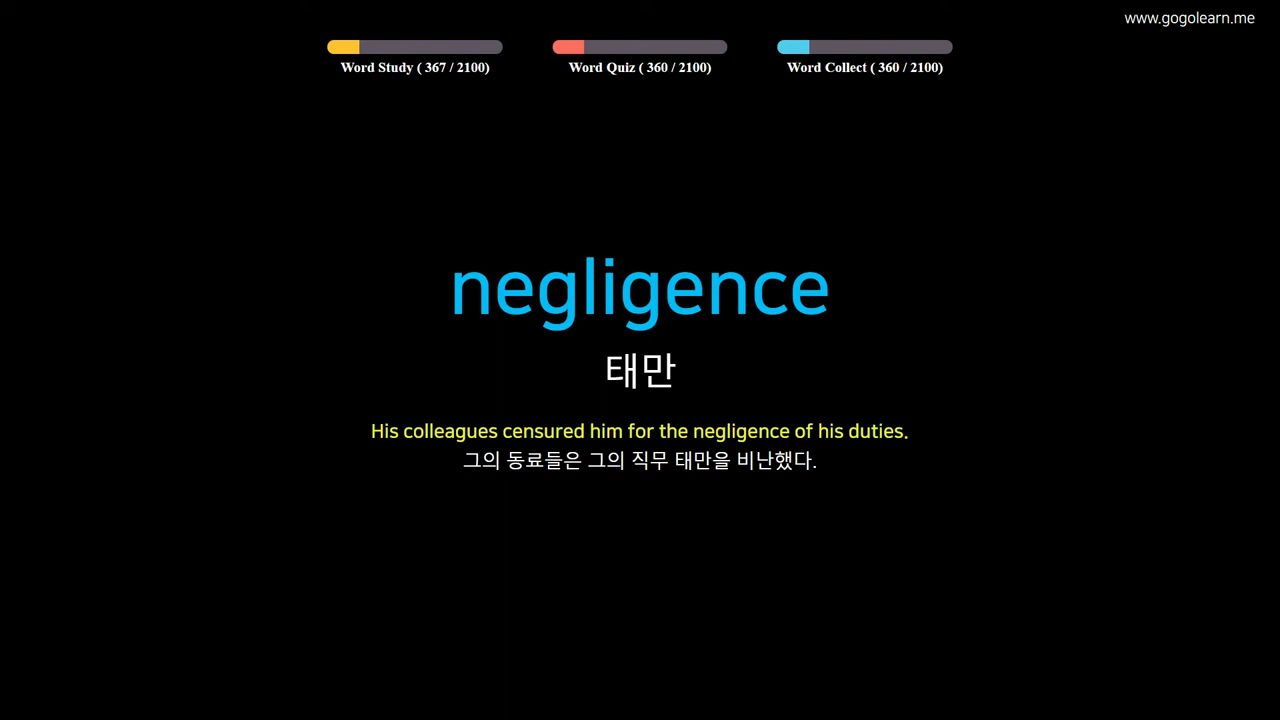 www.gogolearn.me
Word Study ( 367 / 2100)
Word Quiz ( 360 / 2100)
Word Collect ( 360 / 2100)
negligence
태만
His colleagues censured him for the negligence of his duties.
그의 동료들은 그의 직무 태만을 비난했다.